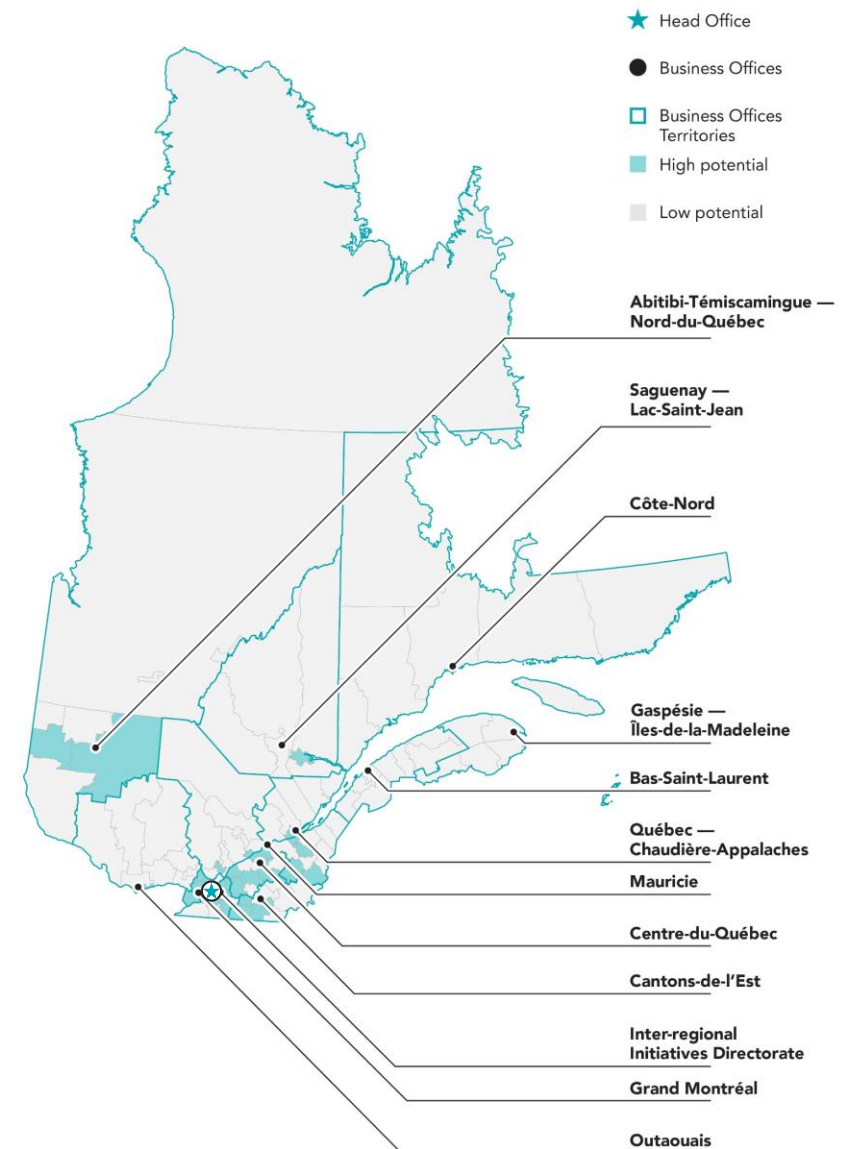 Head Office
Business Offices
Business Offices
Territories
High potential
Low potential
Abitibi-Témiscamingue —
Nord-du-Québec
Saguenay —
Lac-Saint-Jean
Côte-Nord
Gaspésie —
Îles-de-la-Madeleine
Bas-Saint-Laurent
Québec —
Chaudière-Appalaches
Mauricie
Centre-du-Québec
Cantons-de-l’Est
Inter-regional
Initiatives Directorate
Grand Montréal
Outaouais